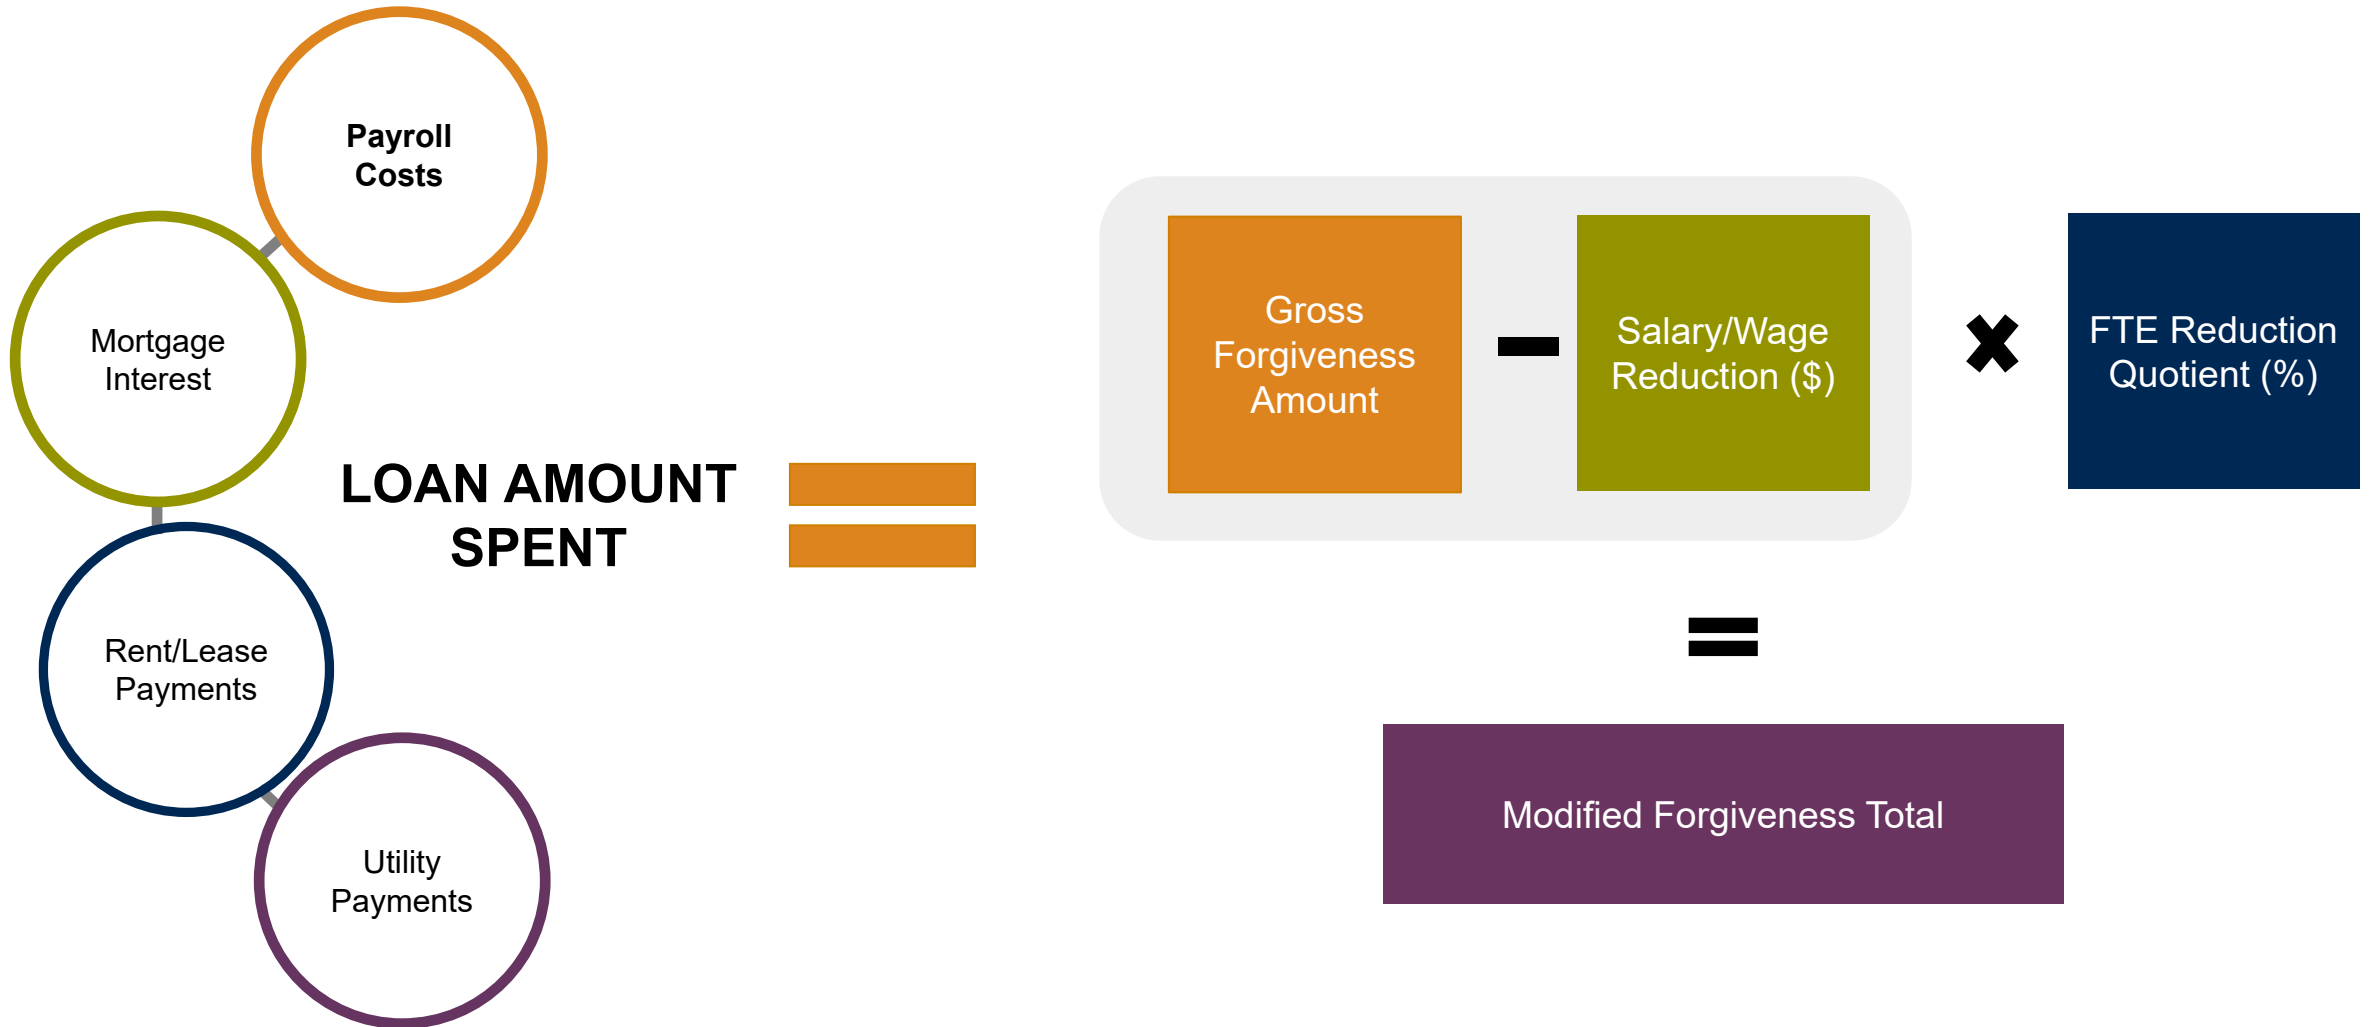 Payroll
Costs
Mortgage
Interest
LOAN AMOUNT
SPENT
Rent/Lease
Payments
Utility
Payments
Gross
Forgiveness
Amount
Salary/Wage
Reduction ($)
FTE Reduction
Quotient (%)
Modified Forgiveness Total